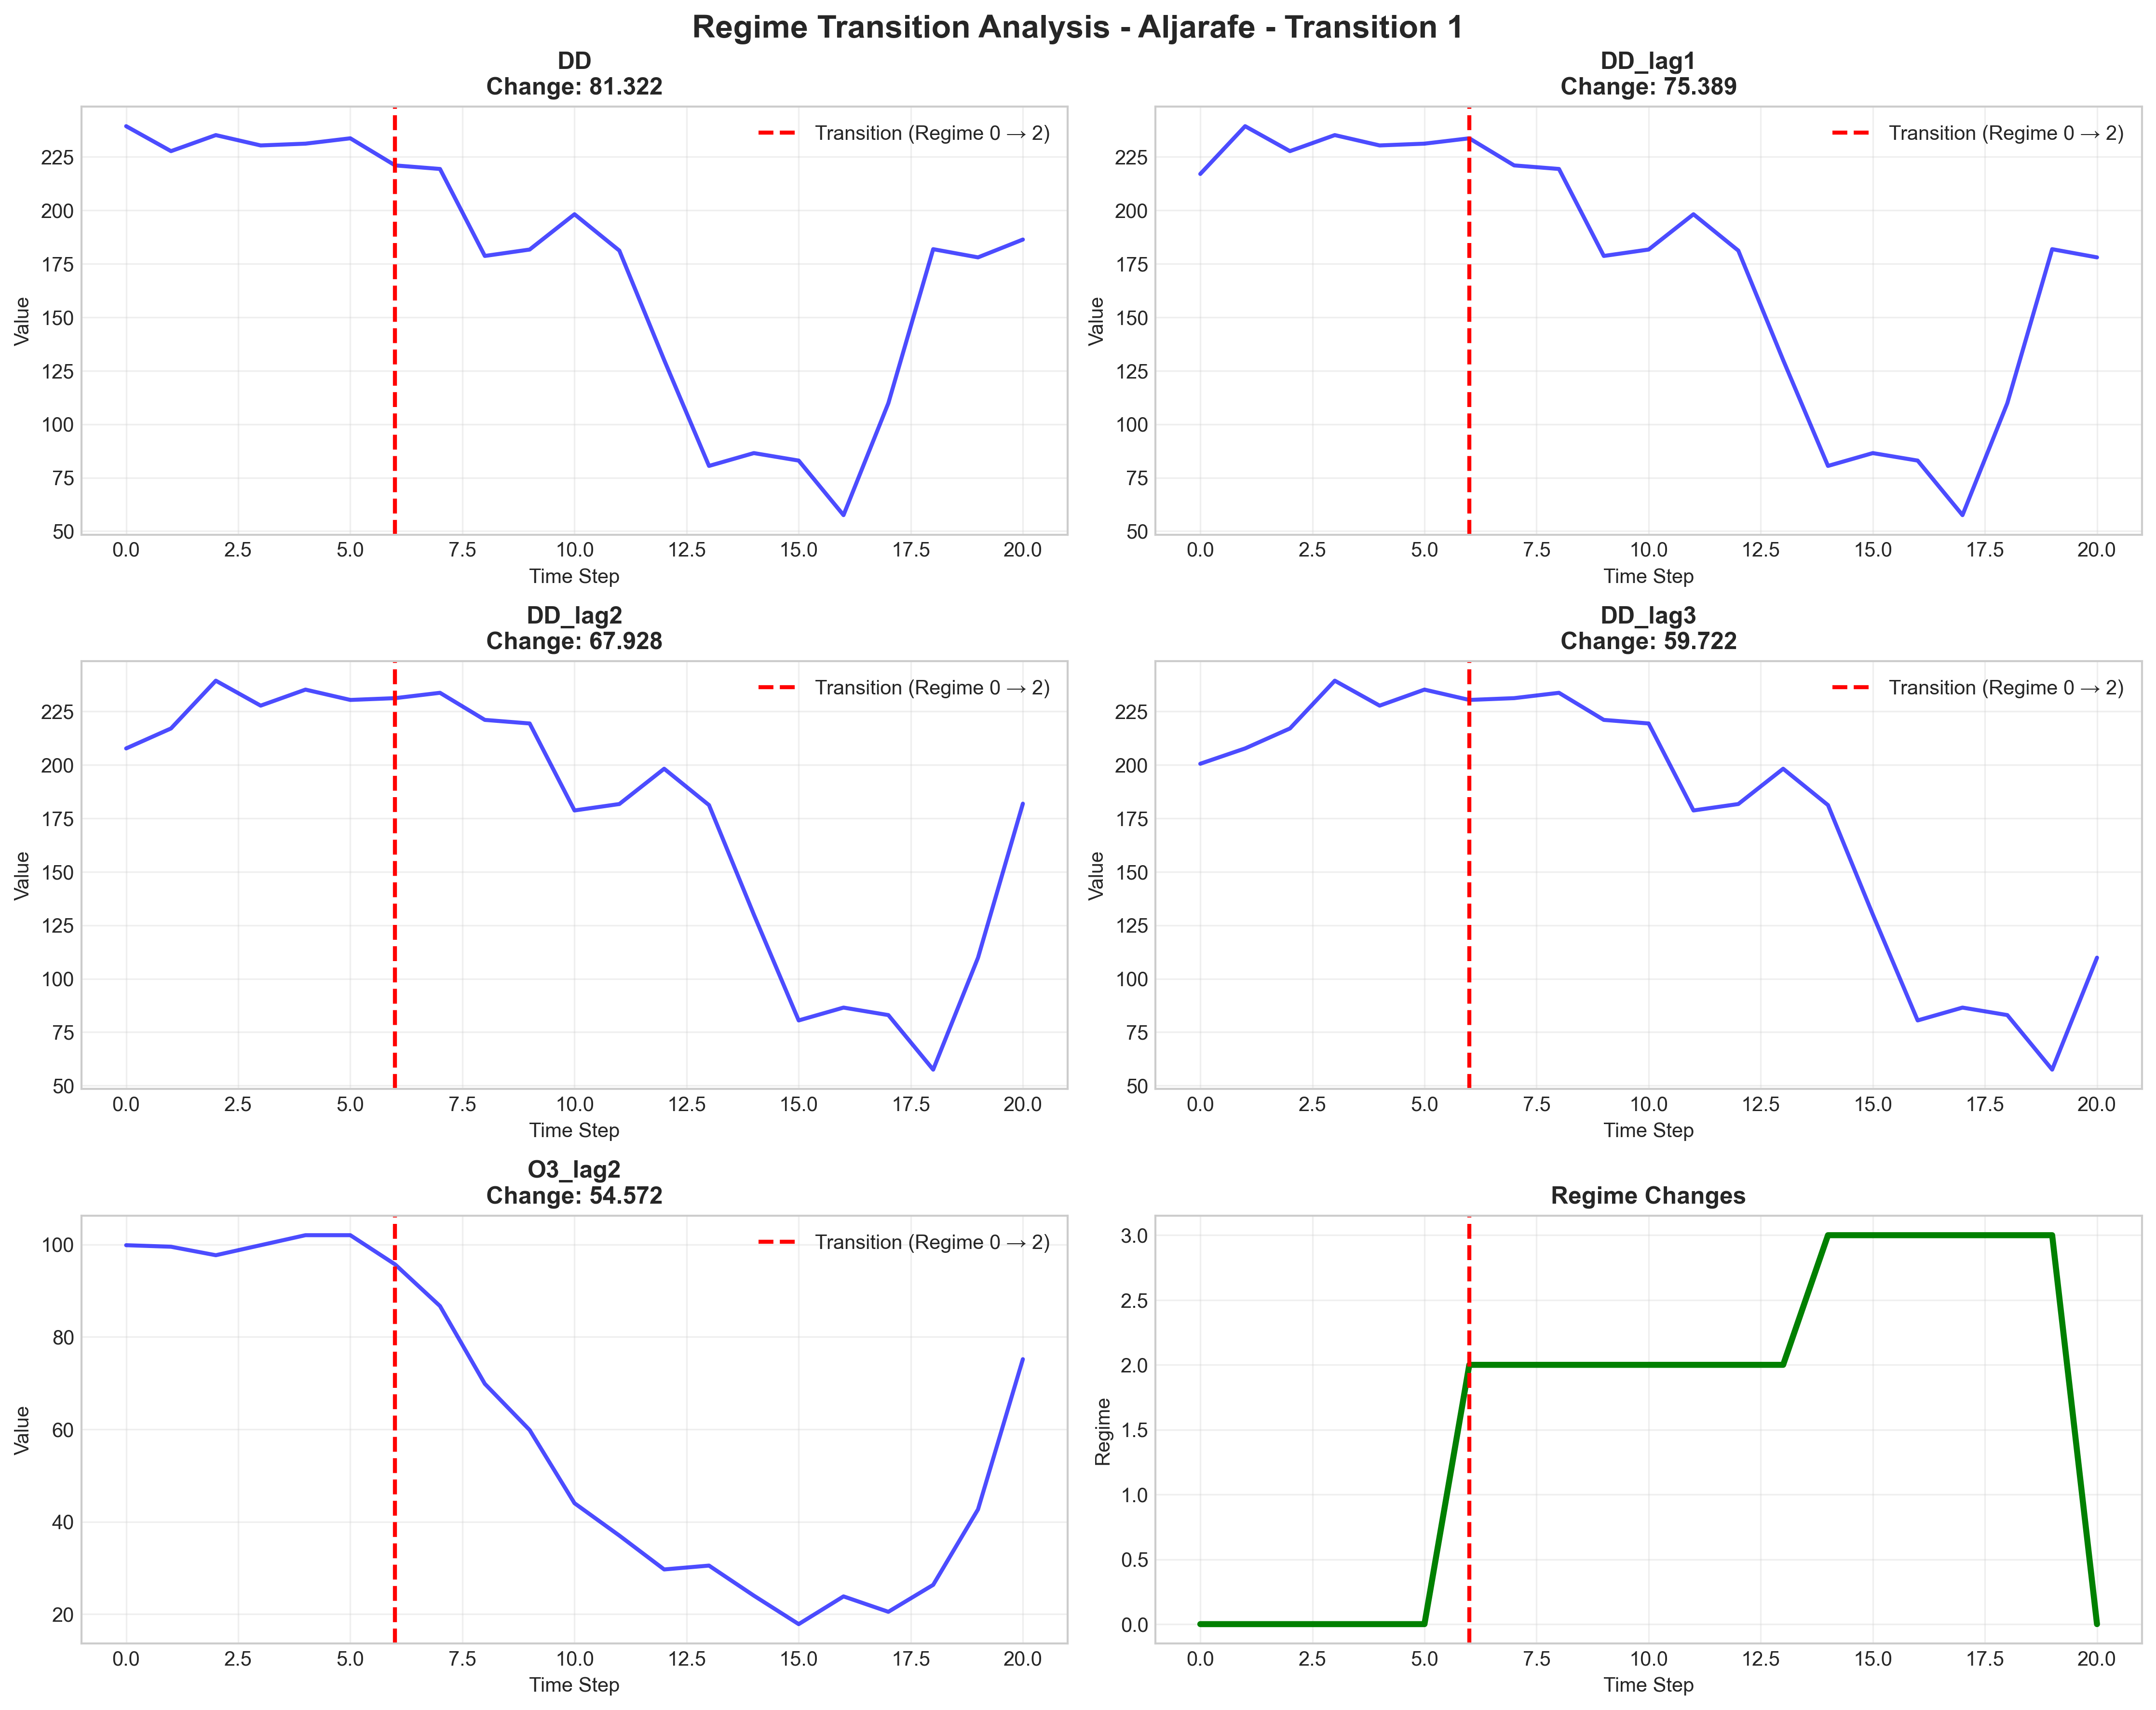 Regime Transition Analysis - Aljarafe - Transition 1
DD
Change: 81.322
Transition (Regime 0 → 2)
225
200
175
150
125
100
75
50
Value
0.0 2.5 5.0 7.5 10.0 12.5 15.0 17.5 20.0
Time Step
DD_lag1
Change: 75.389
Transition (Regime 0 → 2)
225
200
175
150
125
100
75
50
Value
0.0 2.5 5.0 7.5 10.0 12.5 15.0 17.5 20.0
Time Step
DD_lag2
Change: 67.928
Transition (Regime 0 → 2)
225
200
175
150
125
100
75
50
Value
0.0 2.5 5.0 7.5 10.0 12.5 15.0 17.5 20.0
Time Step
DD_lag3
Change: 59.722
Transition (Regime 0 → 2)
225
200
175
150
125
100
75
50
Value
0.0 2.5 5.0 7.5 10.0 12.5 15.0 17.5 20.0
Time Step
O3_lag2
Change: 54.572
Transition (Regime 0 → 2)
100
80
60
40
20
Value
0.0 2.5 5.0 7.5 10.0 12.5 15.0 17.5 20.0
Time Step
Regime Changes
3.0
2.5
2.0
1.5
1.0
0.5
0.0
Regime
0.0 2.5 5.0 7.5 10.0 12.5 15.0 17.5 20.0
Time Step